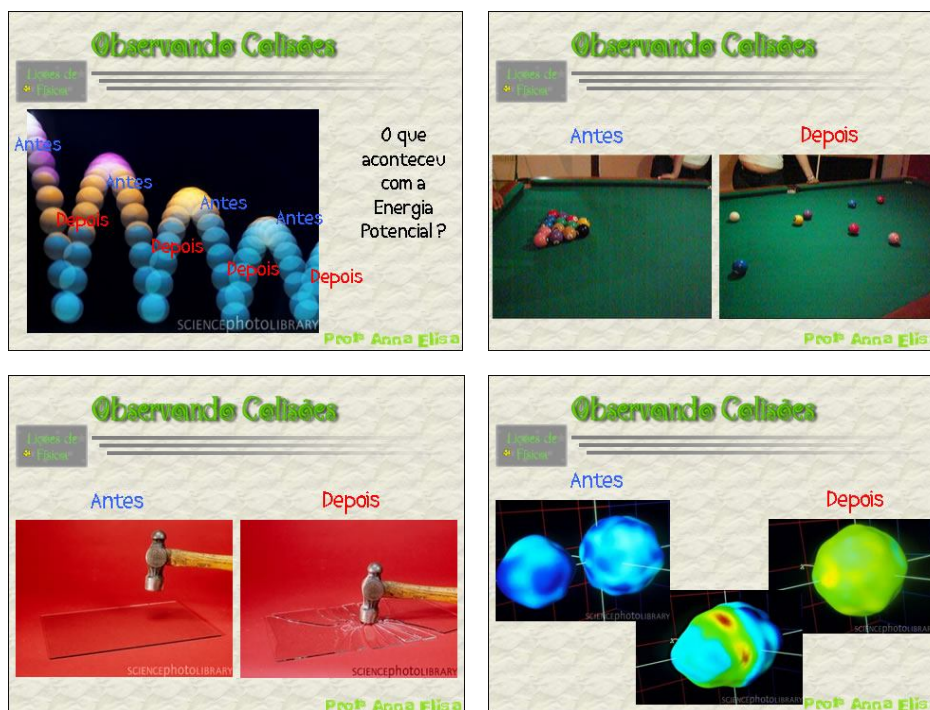 Observando Colisões
Lições de
Física
Antes
Antes
Antes
Antes
Depois
Depois
Depois
Depois
O que
aconteceu
com a
Energia
Potencial?
SCIENCEphotoLIBRARY
Profª Anna Elisa
Observando Colisões
Lições de
Física
Antes
Depois
Profª Anna Elis
Observando Colisões
Lições de
Física
Antes
Depois
SCIENCEphotoLIBRARY
SCIENCEphotoLIBRARY
Profª Anna Elisa
Observando Colisões
Lições de
Física
Antes
Depois
SCIENCEphotoLIBRARY
SCIENCEphotoLIBRAR
SCIENCEphotoLIBRARY
Profª Anna Elis